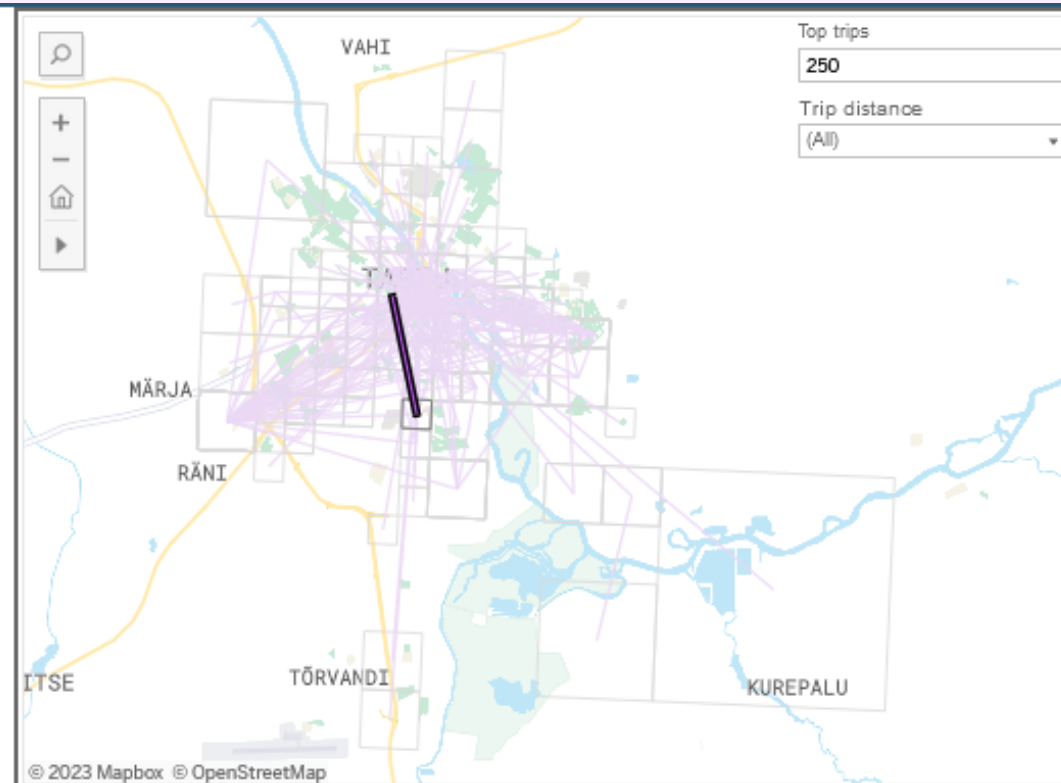 VAHI
Top trips
250
Trip distance
(All)
MÄRJA
RÄNI
TÕRVANDI
ITSE
KUREPALU
© 2023 Mapbox © OpenStreetMap